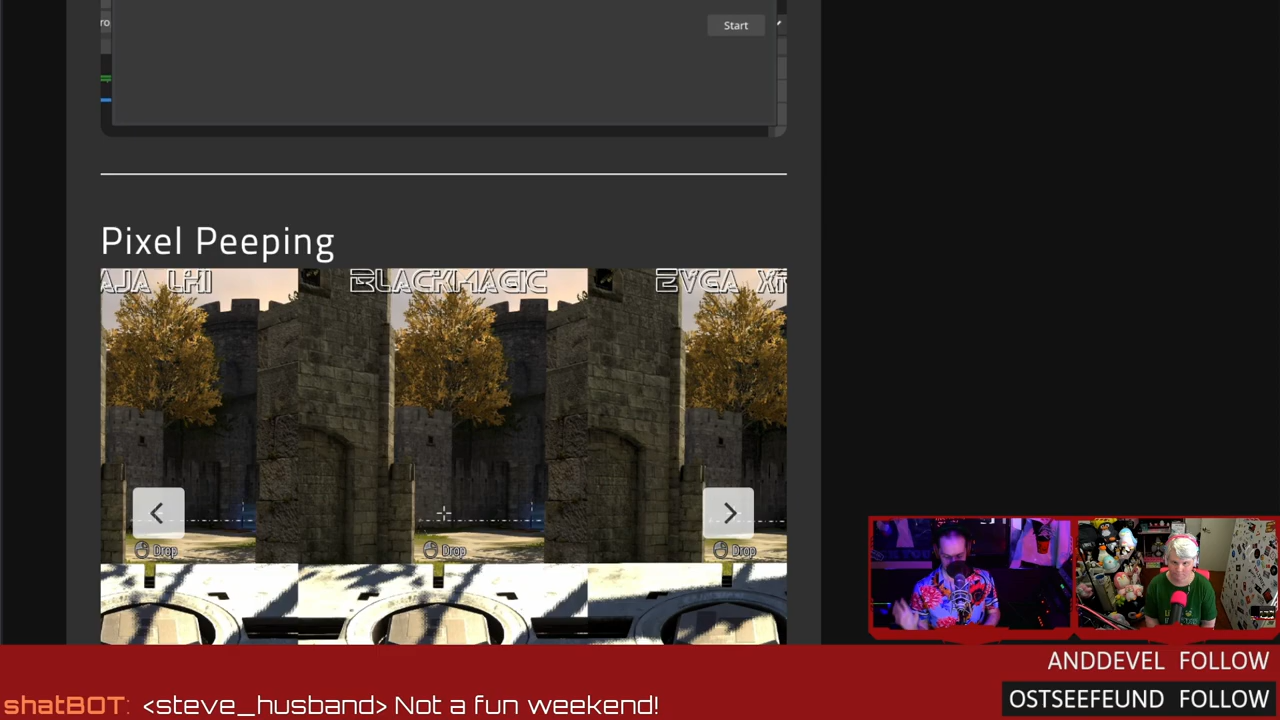 ro
Start
Pixel Peeping
AJA LHI
BLACKMAGIC
EVGA XR
Drop
Drop
Drop
ANDDEVEL FOLLOW
OSTSEEFEUND FOLLOW
shatBOT: <steve_husband> Not a fun weekend!